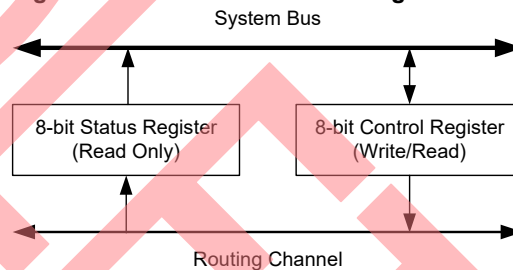 System Bus
8-bit Status Register
(Read Only)
8-bit Control Register
(Write/Read)
Routing Channel